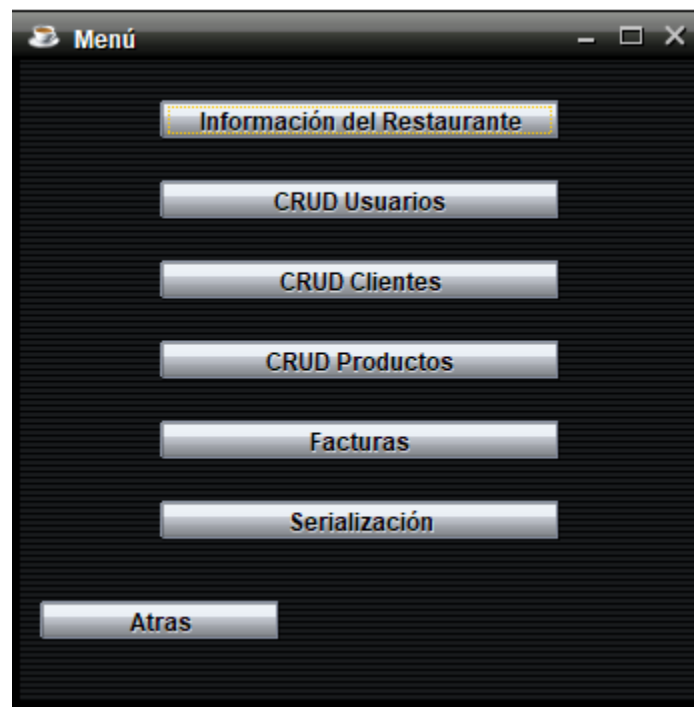 Menú
Información del Restaurante
CRUD Usuarios
CRUD Clientes
CRUD Productos
Facturas
Serialización
Atras